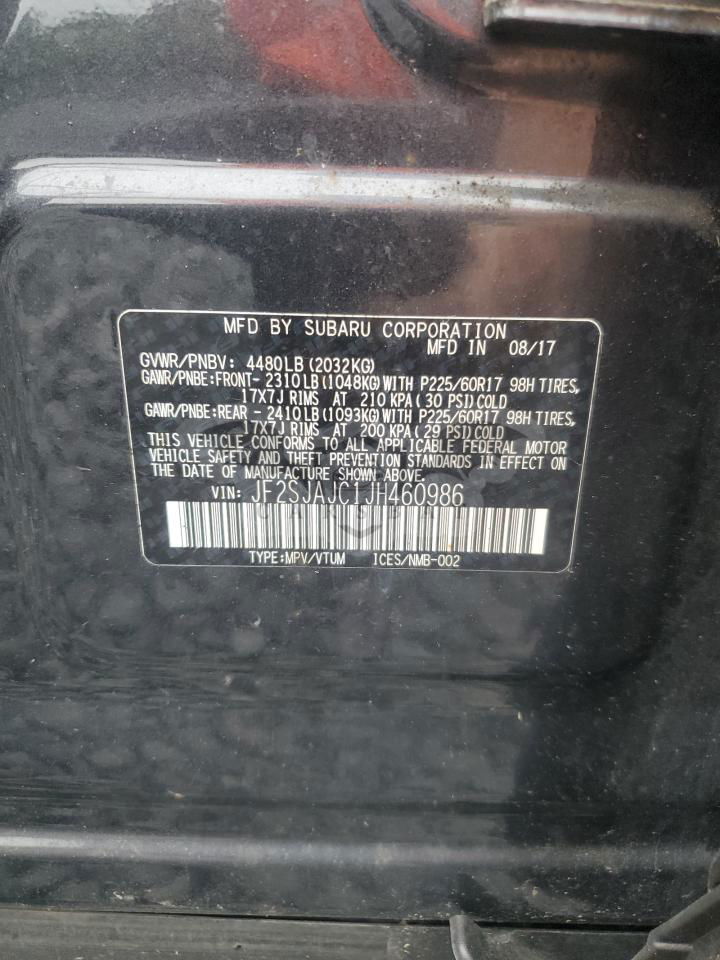 MFD BY SUBARU CORPORATION
MFD IN 08/17
GVWR/PNBV: 4480LB (2032KG)
GAWR/PNBE:FRONT- 2310LB(1048KG)WITH P225/60R17 98H TIRES,
17X7J RIMS AT 210 KPA(30 PSI)COLD
GAWR/PNBE:REAR - 2410LB(1093KG)WITH P225/60R17 98H TIRES,
17X7J RIMS AT 200 KPA(29 PSI)COLD
THIS VEHICLE CONFORMS TO ALL APPLICABLE FEDERAL MOTOR
VEHICLE SAFETY AND THEFT PREVENTION STANDARDS IN EFFECT ON
THE DATE OF MANUFACTURE SHOWN ABOVE.
VIN: JF2SJAJC1JH460986
TYPE:MPV/VTUM ICES/NMB-002